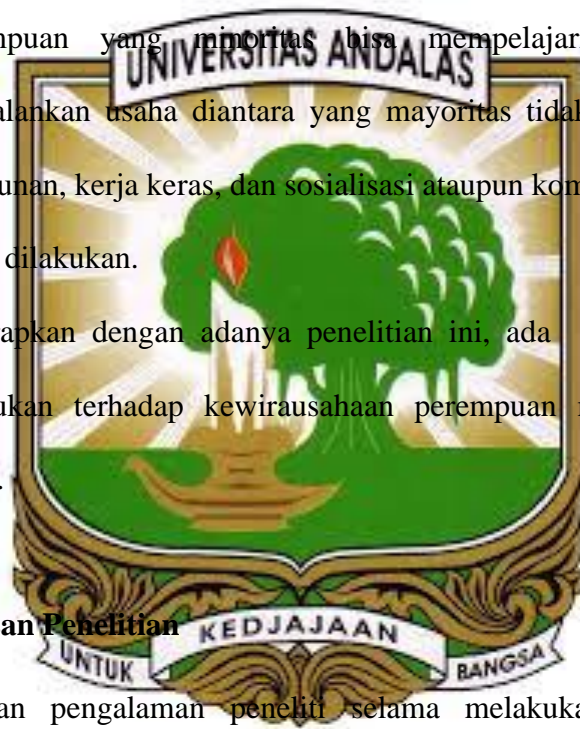 mpuan yang minoritas bisa mempelajar
UNIVERSITAS ANDALAS
alankan usaha diantara yang mayoritas tidak
unan, kerja keras, dan sosialisasi ataupun kom
dilakukan.
apkan dengan adanya penelitian ini, ada
ukan terhadap kewirausahaan perempuan
.
an Penelitian
KEDJAJAAN
UNTUK BANGSA
an pengalaman peneliti selama melakuka